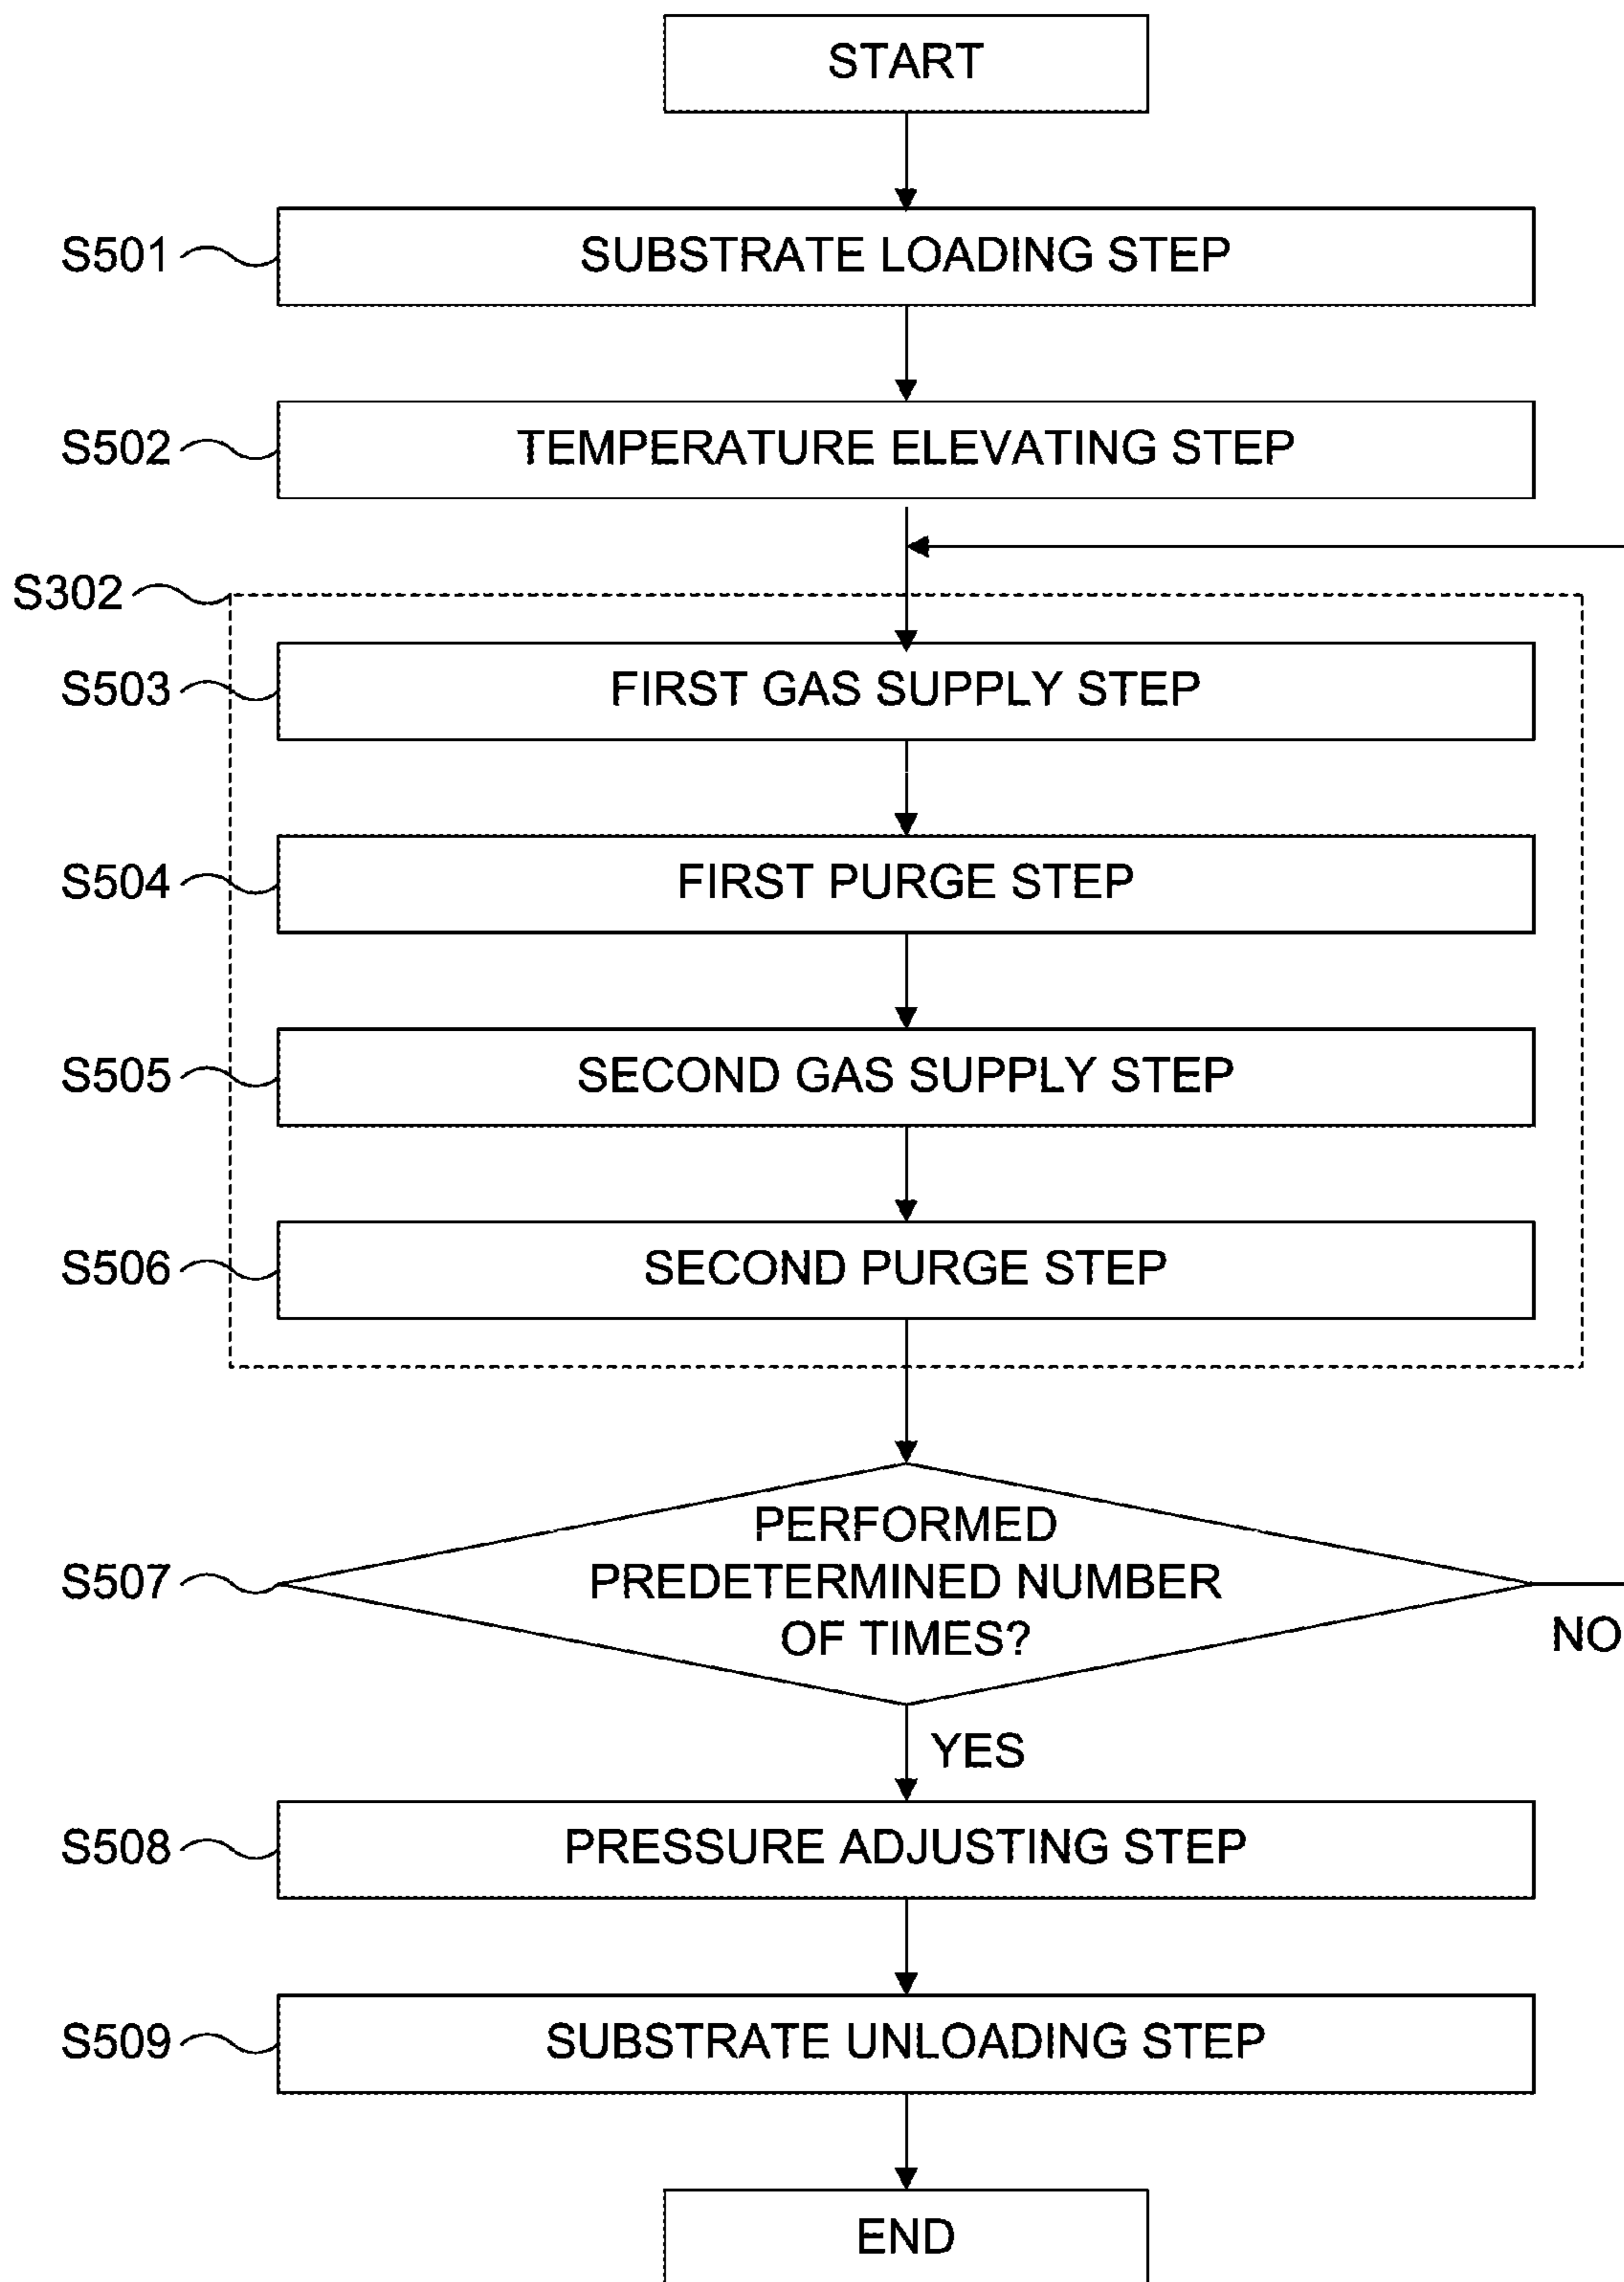 START
S501 SUBSTRATE LOADING STEP
S502 TEMPERATURE ELEVATING STEP
S302
S503 FIRST GAS SUPPLY STEP
S504 FIRST PURGE STEP
S505 SECOND GAS SUPPLY STEP
S506 SECOND PURGE STEP
PERFORMED
S507 PREDETERMINED NUMBER
OF TIMES?
NO
YES
S508 PRESSURE ADJUSTING STEP
S509 SUBSTRATE UNLOADING STEP
END